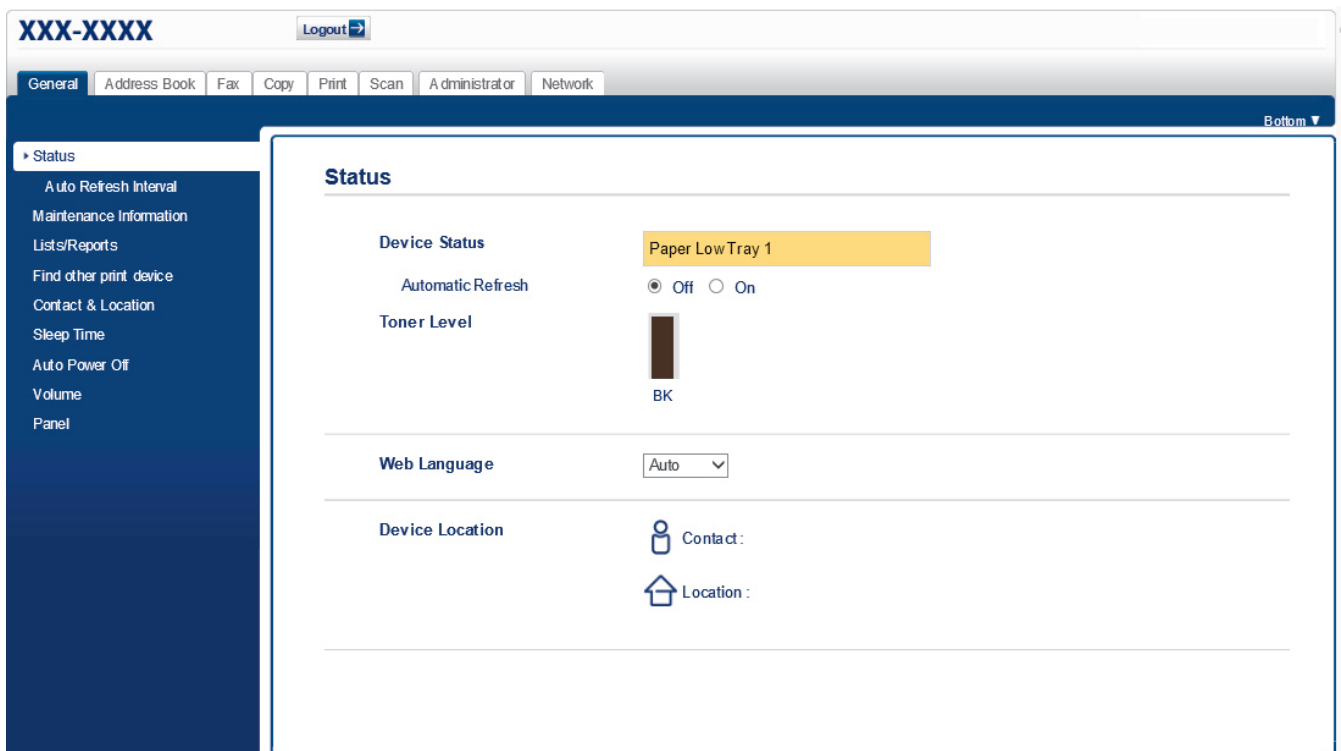 XXX-XXXX Logout
General Address Book Fax Copy Print Scan Administrator Network
Bottom ▼
Status
Auto Refresh Interval
Maintenance Information
Lists/Reports
Find other print device
Contact & Location
Sleep Time
Auto Power Off
Volume
Panel
Status
Device Status Paper Low Tray 1
Automatic Refresh Off On
Toner Level
BK
Web Language Auto
Device Location Contact :
Location :